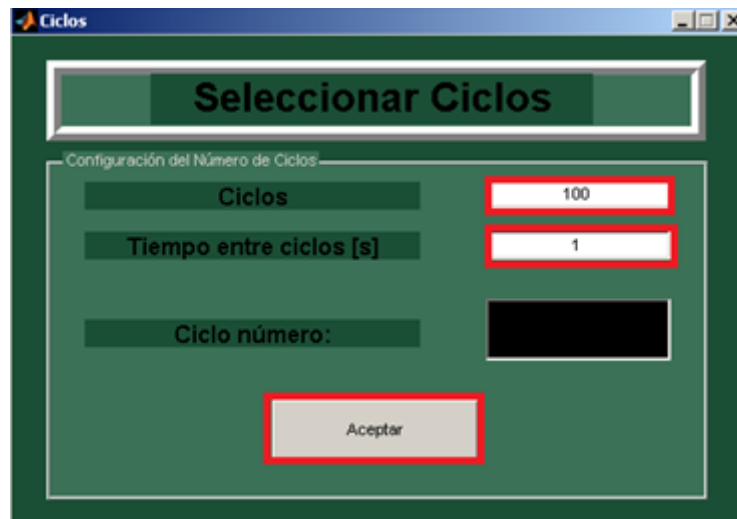 Ciclos
Seleccionar Ciclos
Configuración del Número de Ciclos
Ciclos 100
Tiempo entre ciclos [s] 1
Ciclo número:
Aceptar